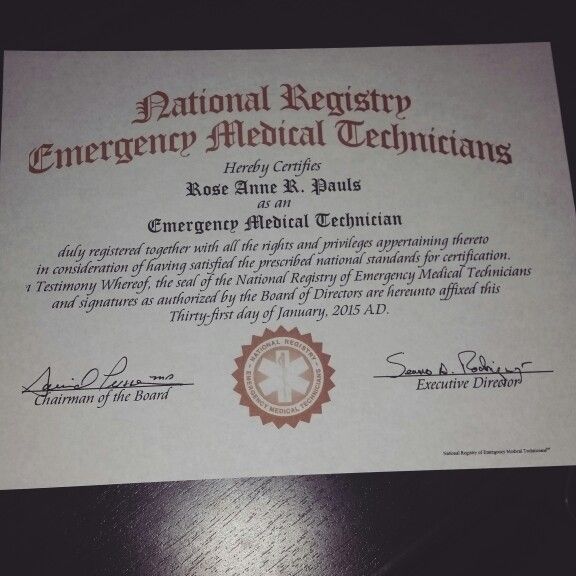 National Registry
Emergency Medical Technicians
Hereby Certifies
Rose Anne R. Pauls
as an
Emergency Medical Technician
duly registered together with all the rights and privileges appertaining thereto
in consideration of having satisfied the prescribed national standards for certification.
n Testimony Whereof, the seal of the National Registry of Emergency Medical Technicians
and signatures as authorized by the Board of Directors are hereunto affixed this
Thirty-first day of January, 2015 A.D.
NATIONAL REGISTRY
EMERGENCY MEDICAL TECHNICIANS
Chairman of the Board
Executive Director
National Registry of Emergency Medical Technicians